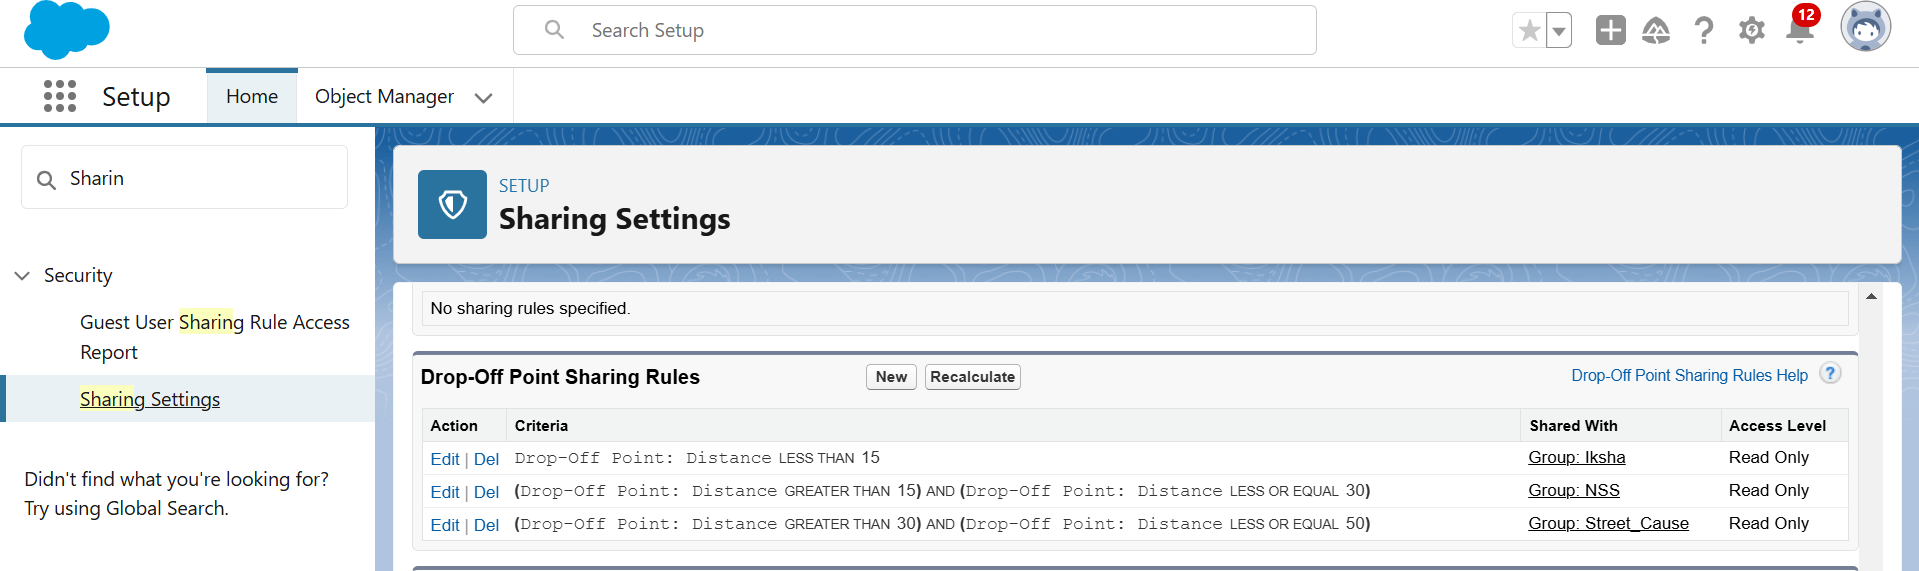 Search Setup
12
Setup
Home
Object Manager
Sharin
SETUP
Sharing Settings
Security
Guest User Sharing Rule Access
Report
Sharing Settings
Didn't find what you're looking for?
Try using Global Search.
No sharing rules specified.
Drop-Off Point Sharing Rules New Recalculate Drop-Off Point Sharing Rules Help ?
Action Criteria Shared With Access Level
Edit | Del Drop-Off Point: Distance LESS THAN 15 Group: Iksha Read Only
Edit | Del (Drop-Off Point: Distance GREATER THAN 15) AND (Drop-Off Point: Distance LESS OR EQUAL 30) Group: NSS Read Only
Edit | Del (Drop-Off Point: Distance GREATER THAN 30) AND (Drop-Off Point: Distance LESS OR EQUAL 50) Group: Street_Cause Read Only